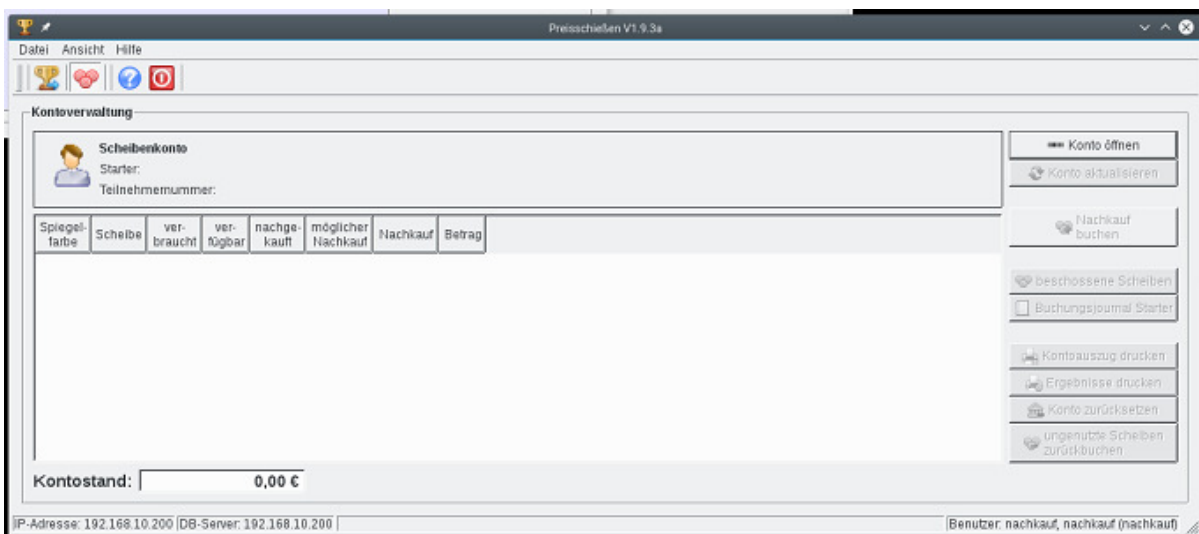 Preisschießen V1.9.3a
Datei Ansicht Hilfe
Kontoverwaltung
Scheibenkonto
Starter:
Teilnehmernummer:
Spiegel-
farbe
Scheibe
ver-
braucht
ver-
fügbar
nachge-
kauft
möglicher
Nachkauf
Nachkauf
Betrag
Konto öffnen
Konto aktualisieren
Nachkauf
buchen
beschossene Scheiben
Buchungsjournal Starter
Kontoauszug drucken
Ergebnisse drucken
Konto zurücksetzen
ungenutzte Scheiben
zurückbuchen
Kontostand: 0,00 €
IP-Adresse: 192.168.10.200 DB-Server: 192.168.10.200
Benutzer: nachkauf, nachkauf (nachkauf)